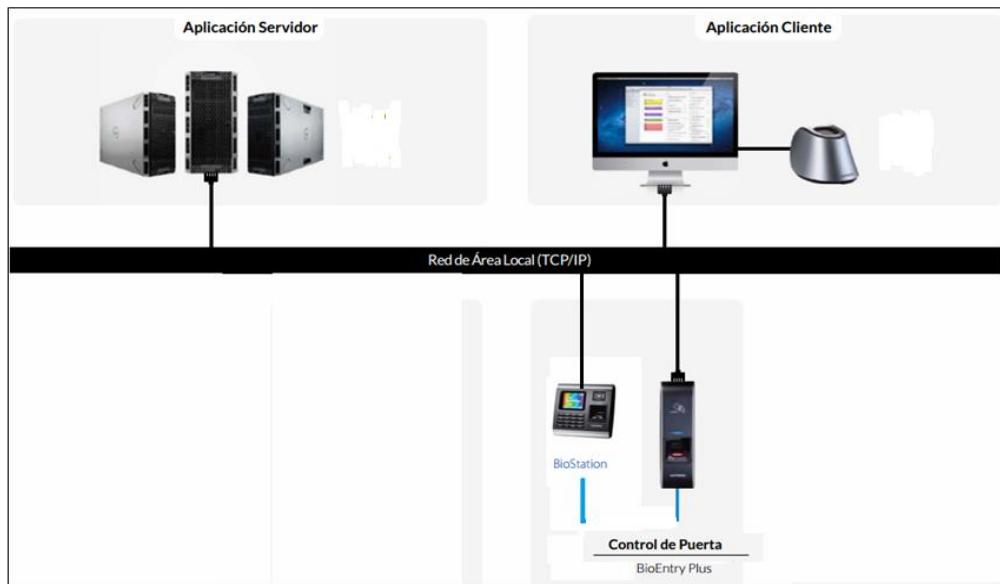 Aplicación Servidor
Aplicación Cliente
Red de Área Local (TCP/IP)
BioStation
Control de Puerta
BioEntry Plus